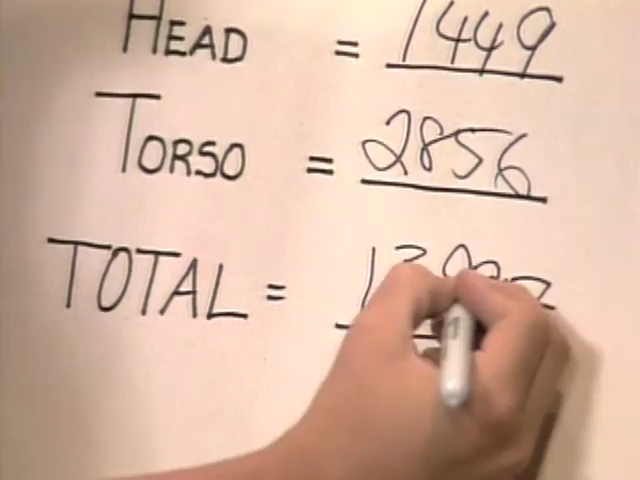 HEAD = 1449
TORSO = 2856
TOTAL =